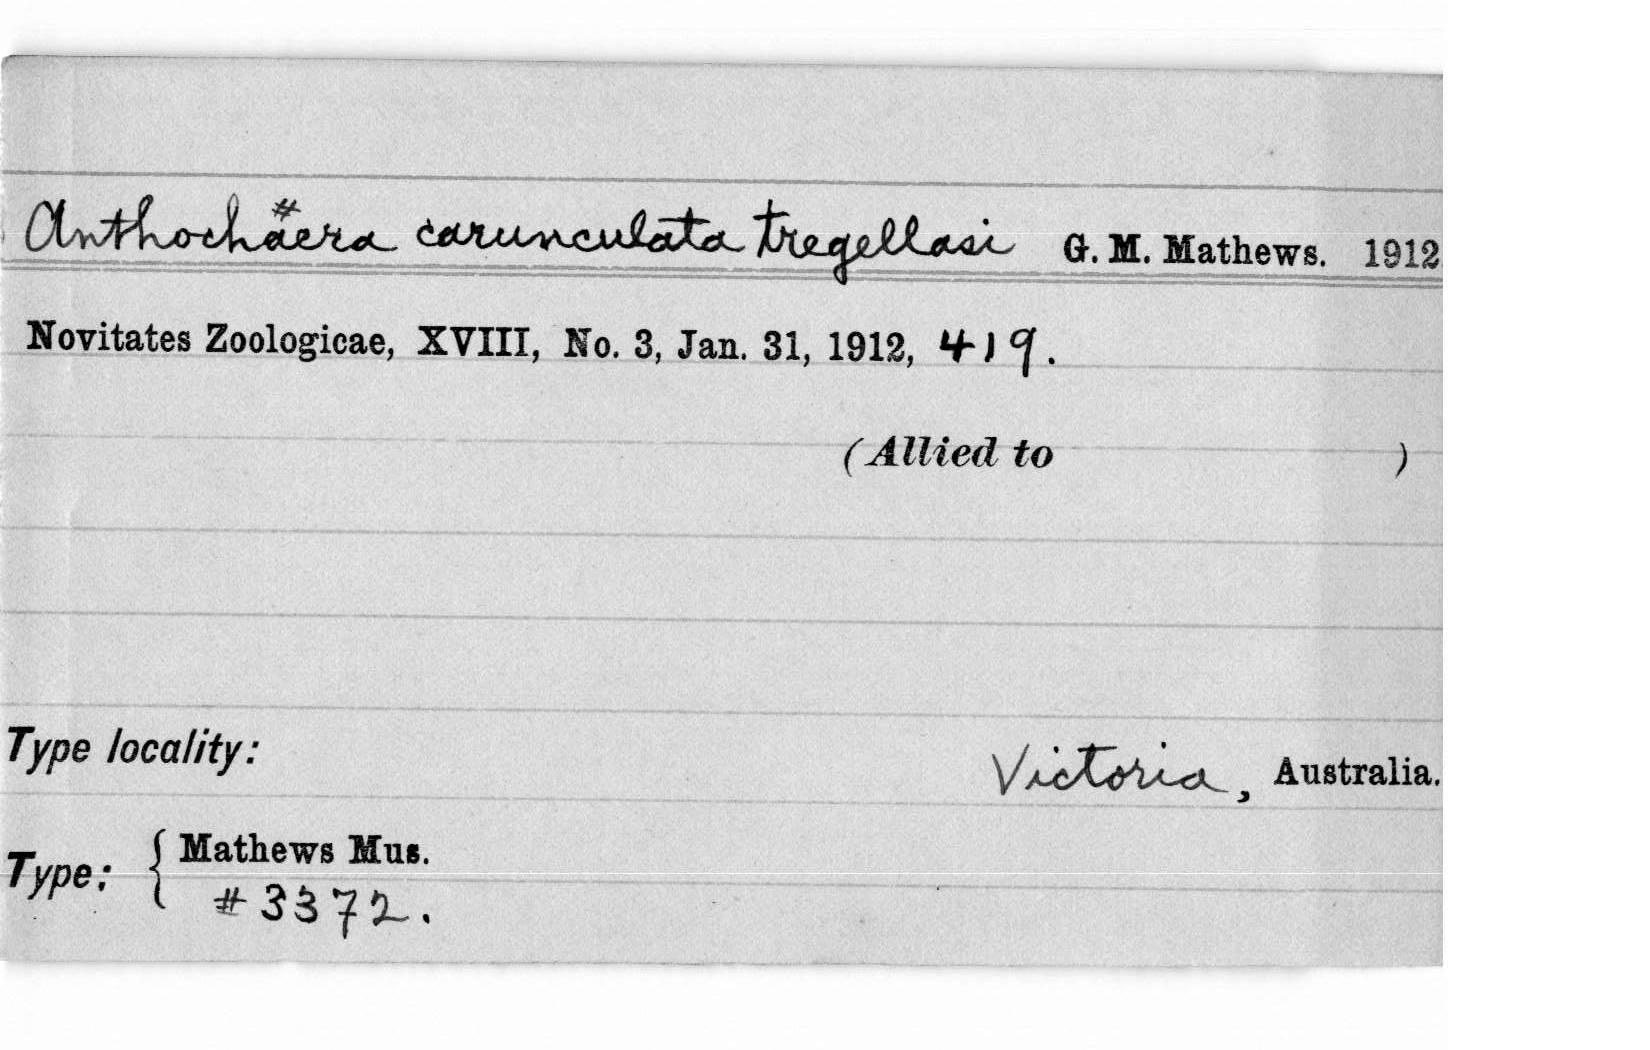 #
Anthochaera carunculata tregellasi G. M. Mathews. 1912
Novitates Zoologicae, XVIII, No. 3, Jan. 31, 1912, 419.
(Allied to )
Type locality: Victoria, Australia.
Type: { Mathews Mus.
#3372.